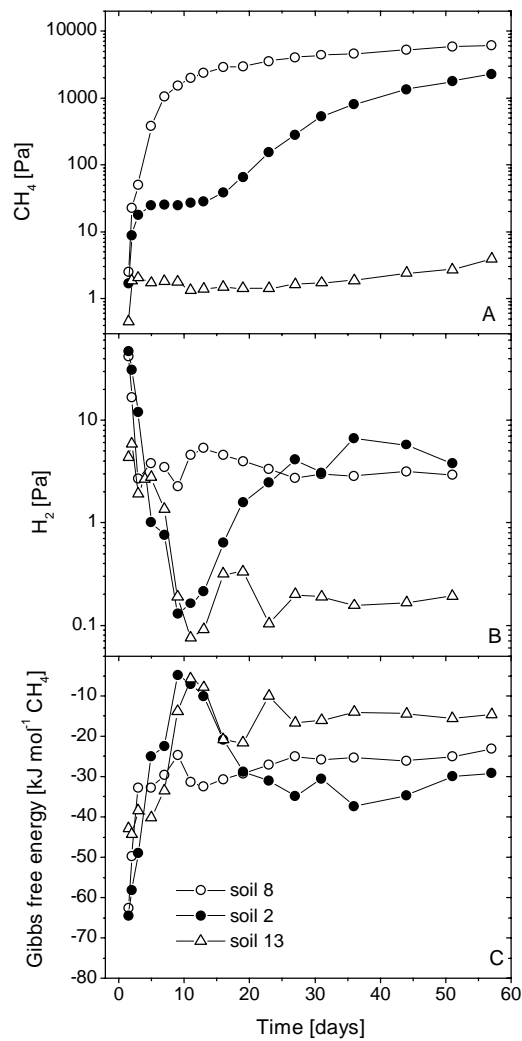 10000
1000
100
10
1
CH₄ [Pa]
A
10
1
0.1
H₂ [Pa]
B
-10
-20
-30
-40
-50
-60
-70
-80
Gibbs free energy [kJ mol⁻¹ CH₄]
soil 8
soil 2
soil 13
C
0 10 20 30 40 50 60
Time [days]